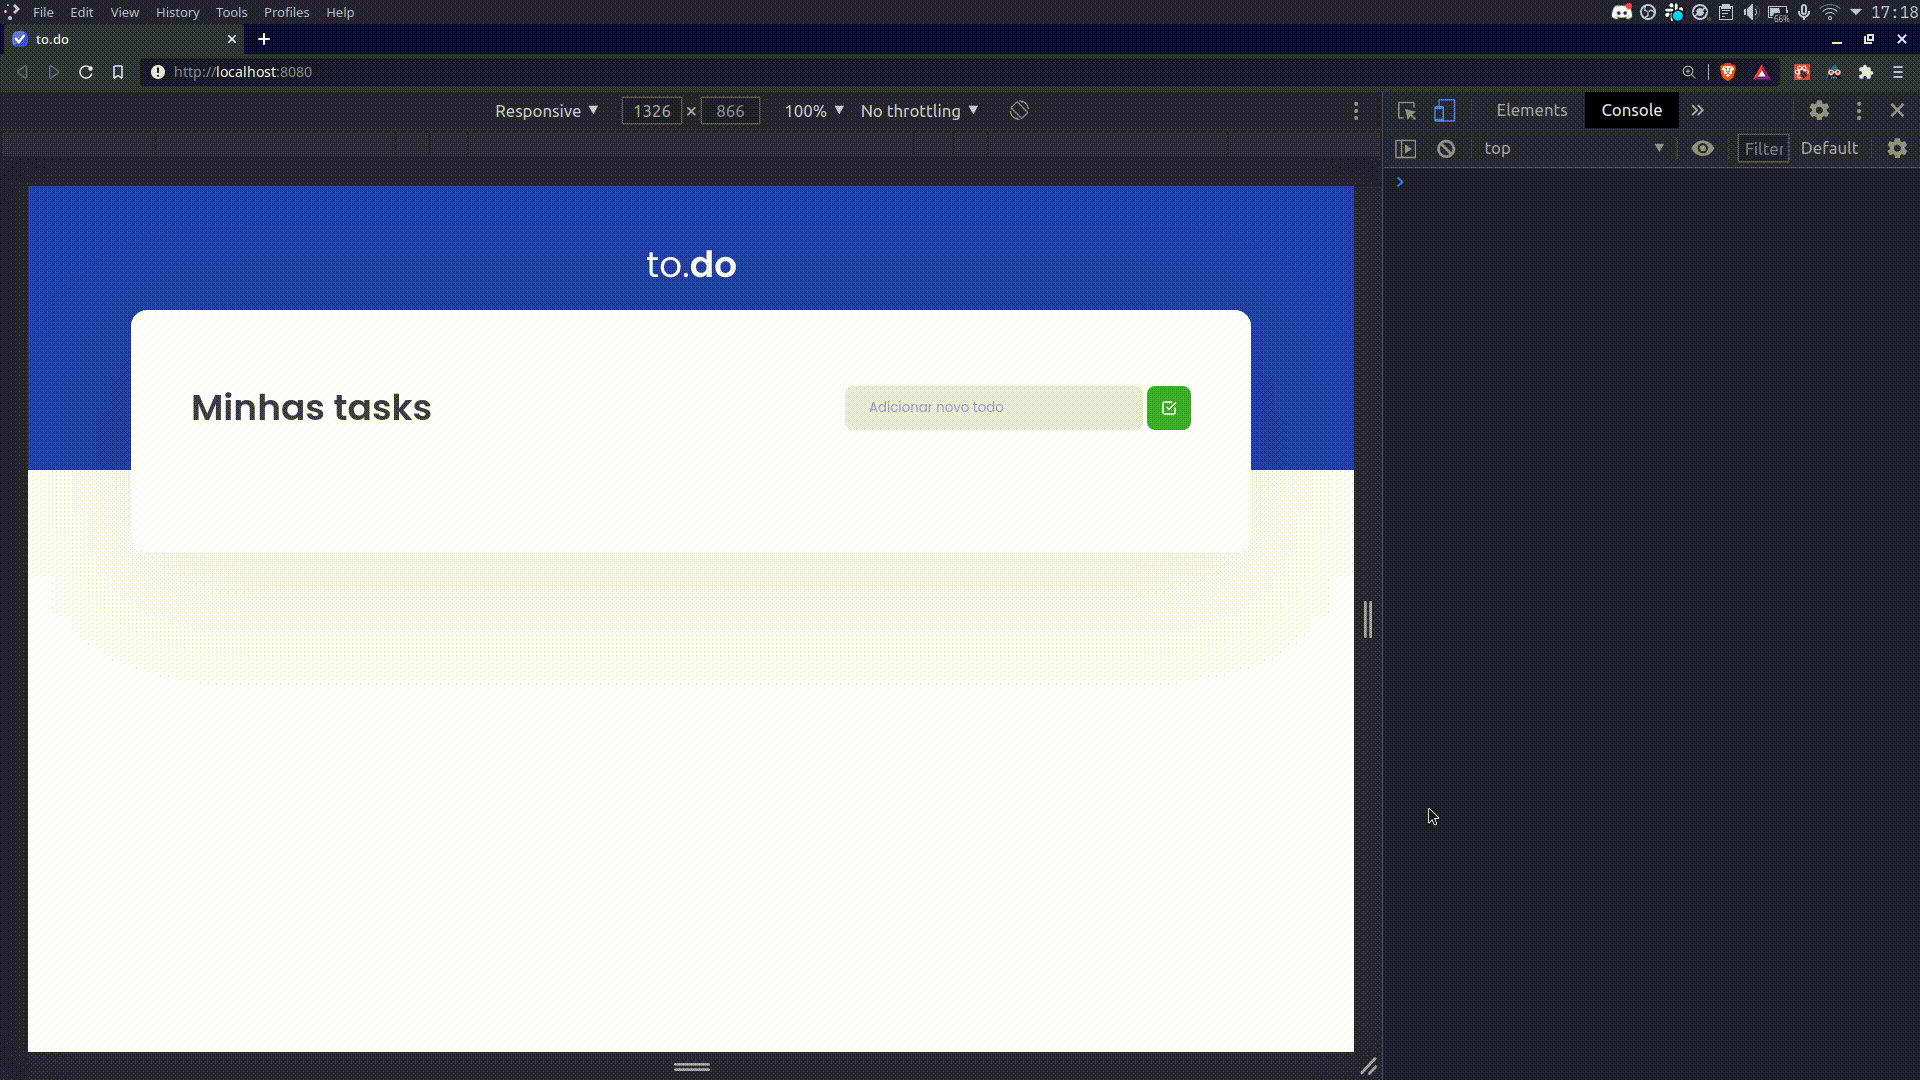 File Edit View History Tools Profiles Help
66%
17:18
to.do
http://localhost:8080
Responsive 1326 × 866 100% No throttling
Elements Console
top Filter Default
to.do
Minhas tasks
Adicionar novo todo